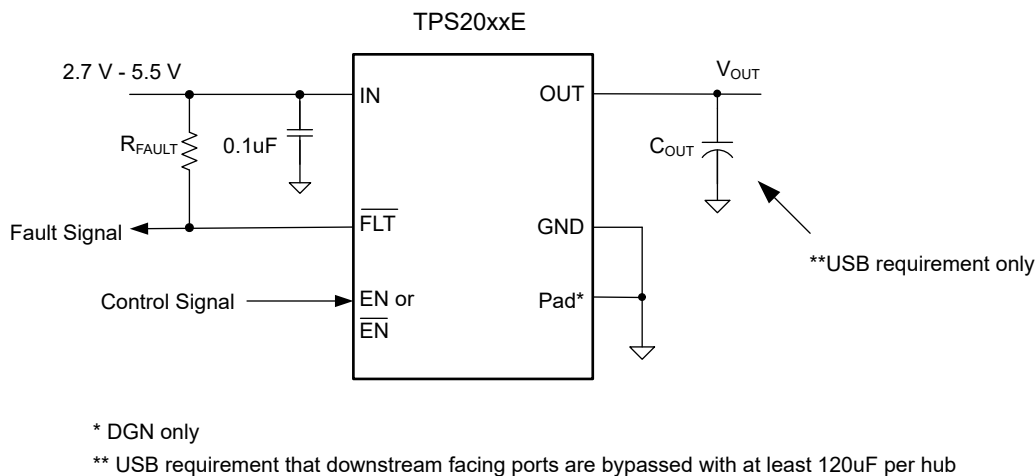 TPS20xxE
2.7 V - 5.5 V
VOUT
IN
OUT
RFAULT
0.1uF
COUT
FLT
GND
Fault Signal
**USB requirement only
Control Signal
EN or
EN
Pad*
* DGN only
** USB requirement that downstream facing ports are bypassed with at least 120uF per hub